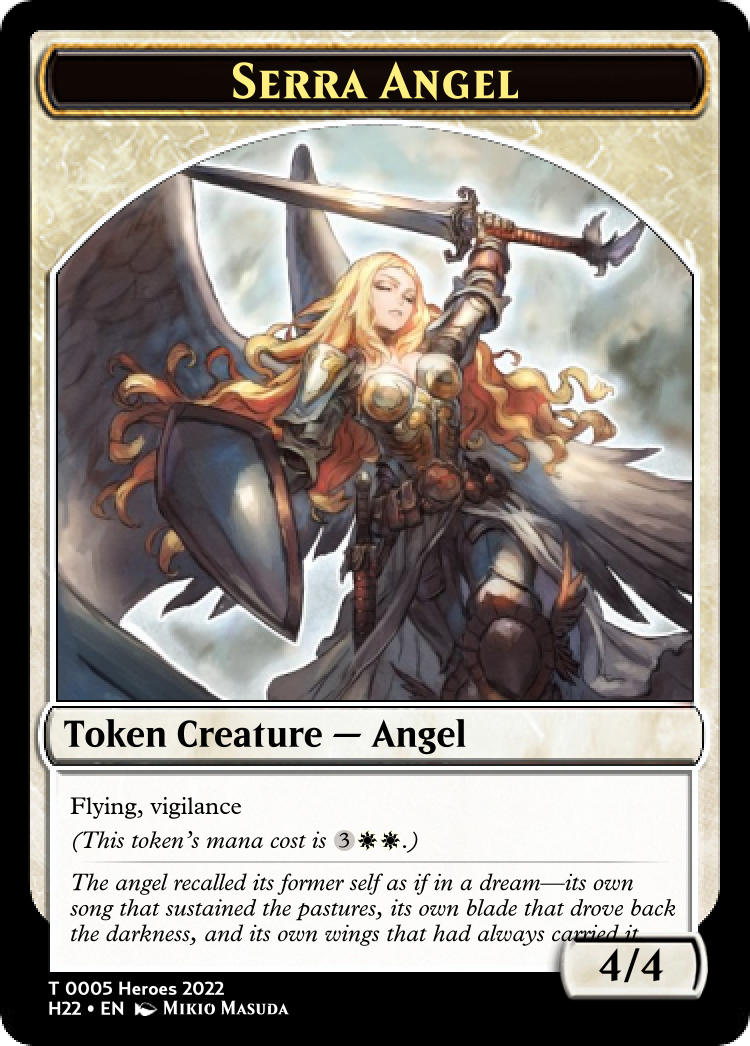 Serra Angel
Token Creature — Angel
Flying, vigilance
(This token's mana cost is 3.)
The angel recalled its former self as if in a dream—its own
song that sustained the pastures, its own blade that drove back
the darkness, and its own wings that had always carried it.
4/4
T 0005 Heroes 2022
H22 • EN Mikio Masuda